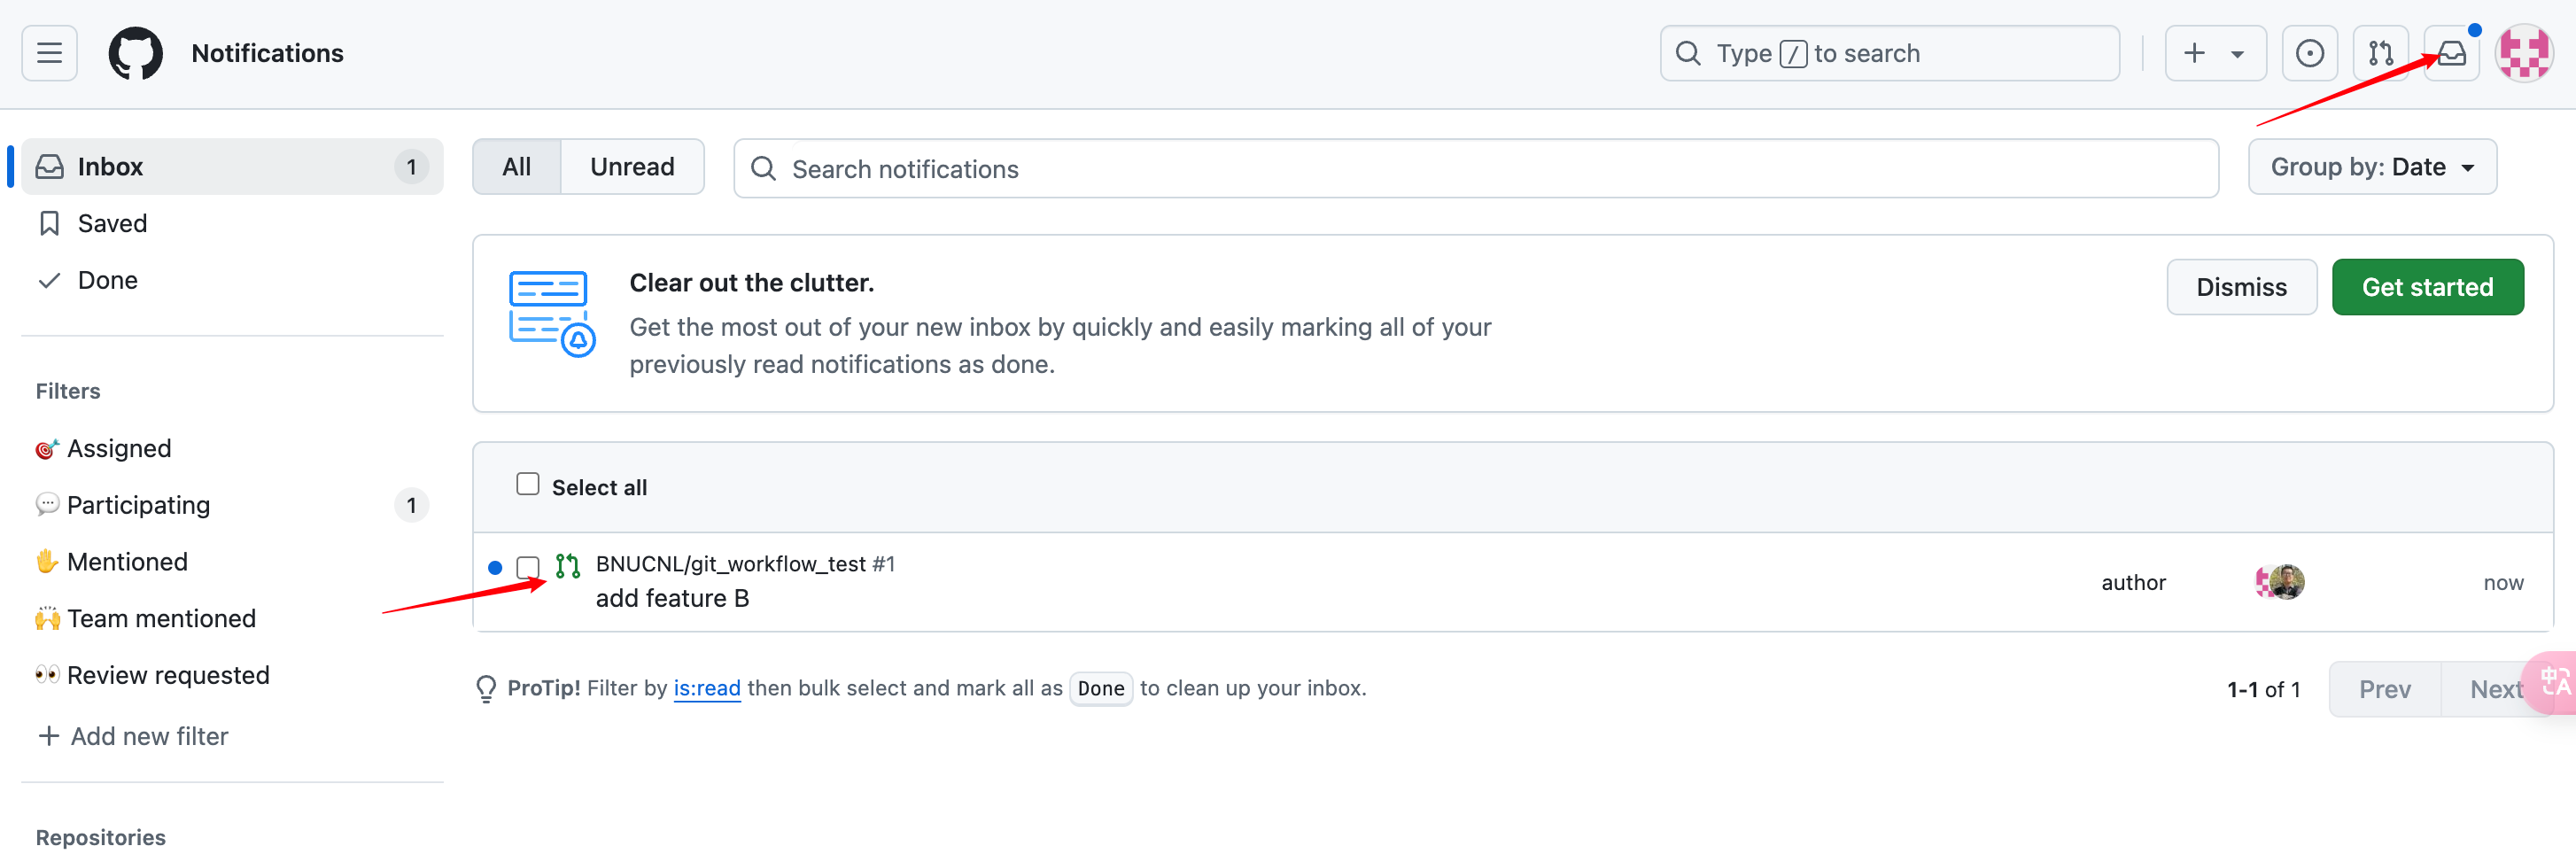 Notifications
Type / to search
Inbox 1
Saved
Done
Filters
Assigned
Participating 1
Mentioned
Team mentioned
Review requested
Add new filter
Repositories
All Unread
Search notifications
Group by: Date
Clear out the clutter.
Get the most out of your new inbox by quickly and easily marking all of your
previously read notifications as done.
Dismiss Get started
Select all
BNUCNL/git_workflow_test #1
add feature B
author now
ProTip! Filter by is:read then bulk select and mark all as Done to clean up your inbox.
1-1 of 1 Prev Next
中A